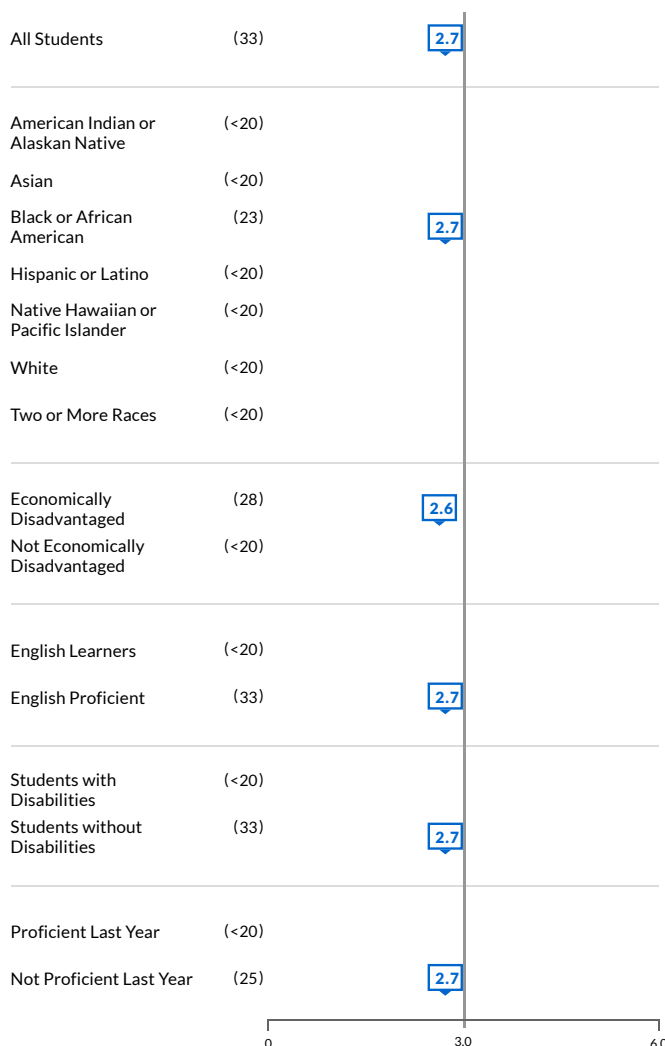 All Students (33) 2.7
American Indian or (<20)
Alaskan Native
Asian (<20)
Black or African (23) 2.7
American
Hispanic or Latino (<20)
Native Hawaiian or (<20)
Pacific Islander
White (<20)
Two or More Races (<20)
Economically (28) 2.6
Disadvantaged
Not Economically (<20)
Disadvantaged
English Learners (<20)
English Proficient (33) 2.7
Students with (<20)
Disabilities
Students without (33) 2.7
Disabilities
Proficient Last Year (<20)
Not Proficient Last Year (25) 2.7
0 3.0 6.0